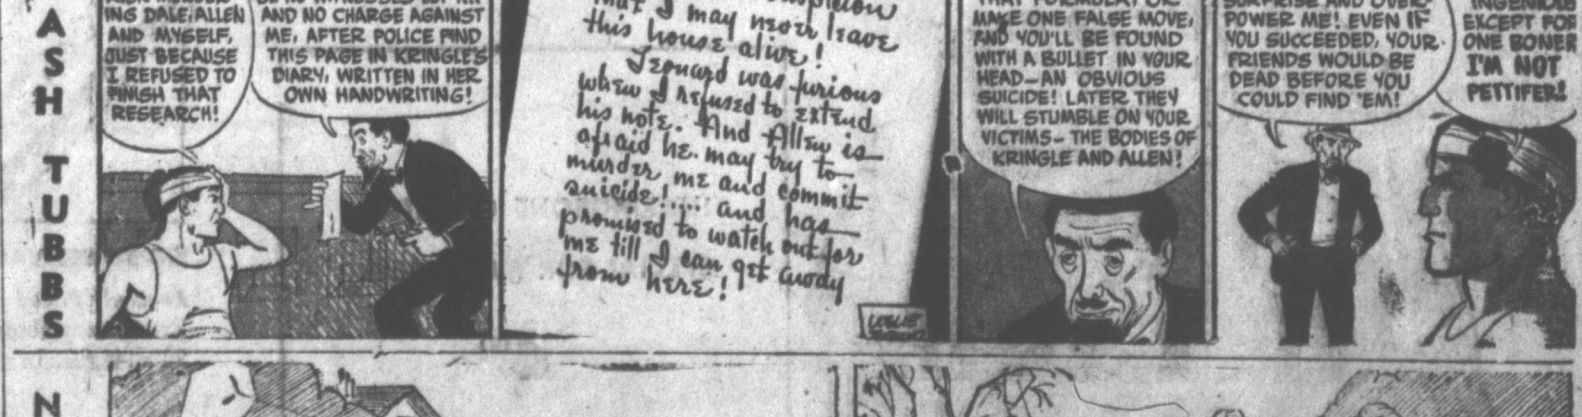 WASH TUBBS
ING DALE, ALLEN
AND MYSELF,
JUST BECAUSE
I REFUSED TO
FINISH THAT
RESEARCH!
AND NO CHARGE AGAINST
ME, AFTER POLICE FIND
THIS PAGE IN KRINGLE'S
DIARY, WRITTEN IN HER
OWN HANDWRITING!
that I may never leave
this house alive!
Leonard was furious
when I refused to extend
his note. And Allen is
afraid he may try to
murder me and commit
suicide!.... and has
promised to watch out for
me till I can get away
from here!
LESLIE
THAT FORMULA! OR
MAKE ONE FALSE MOVE,
AND YOU'LL BE FOUND
WITH A BULLET IN YOUR
HEAD—AN OBVIOUS
SUICIDE! LATER THEY
WILL STUMBLE ON YOUR
VICTIMS—THE BODIES OF
KRINGLE AND ALLEN!
SURPRISE AND OVER-
POWER ME! EVEN IF
YOU SUCCEEDED, YOUR
FRIENDS WOULD BE
DEAD BEFORE YOU
COULD FIND 'EM!
INGENIOUS
EXCEPT FOR
ONE BONER
I'M NOT
PETTIFER!
N